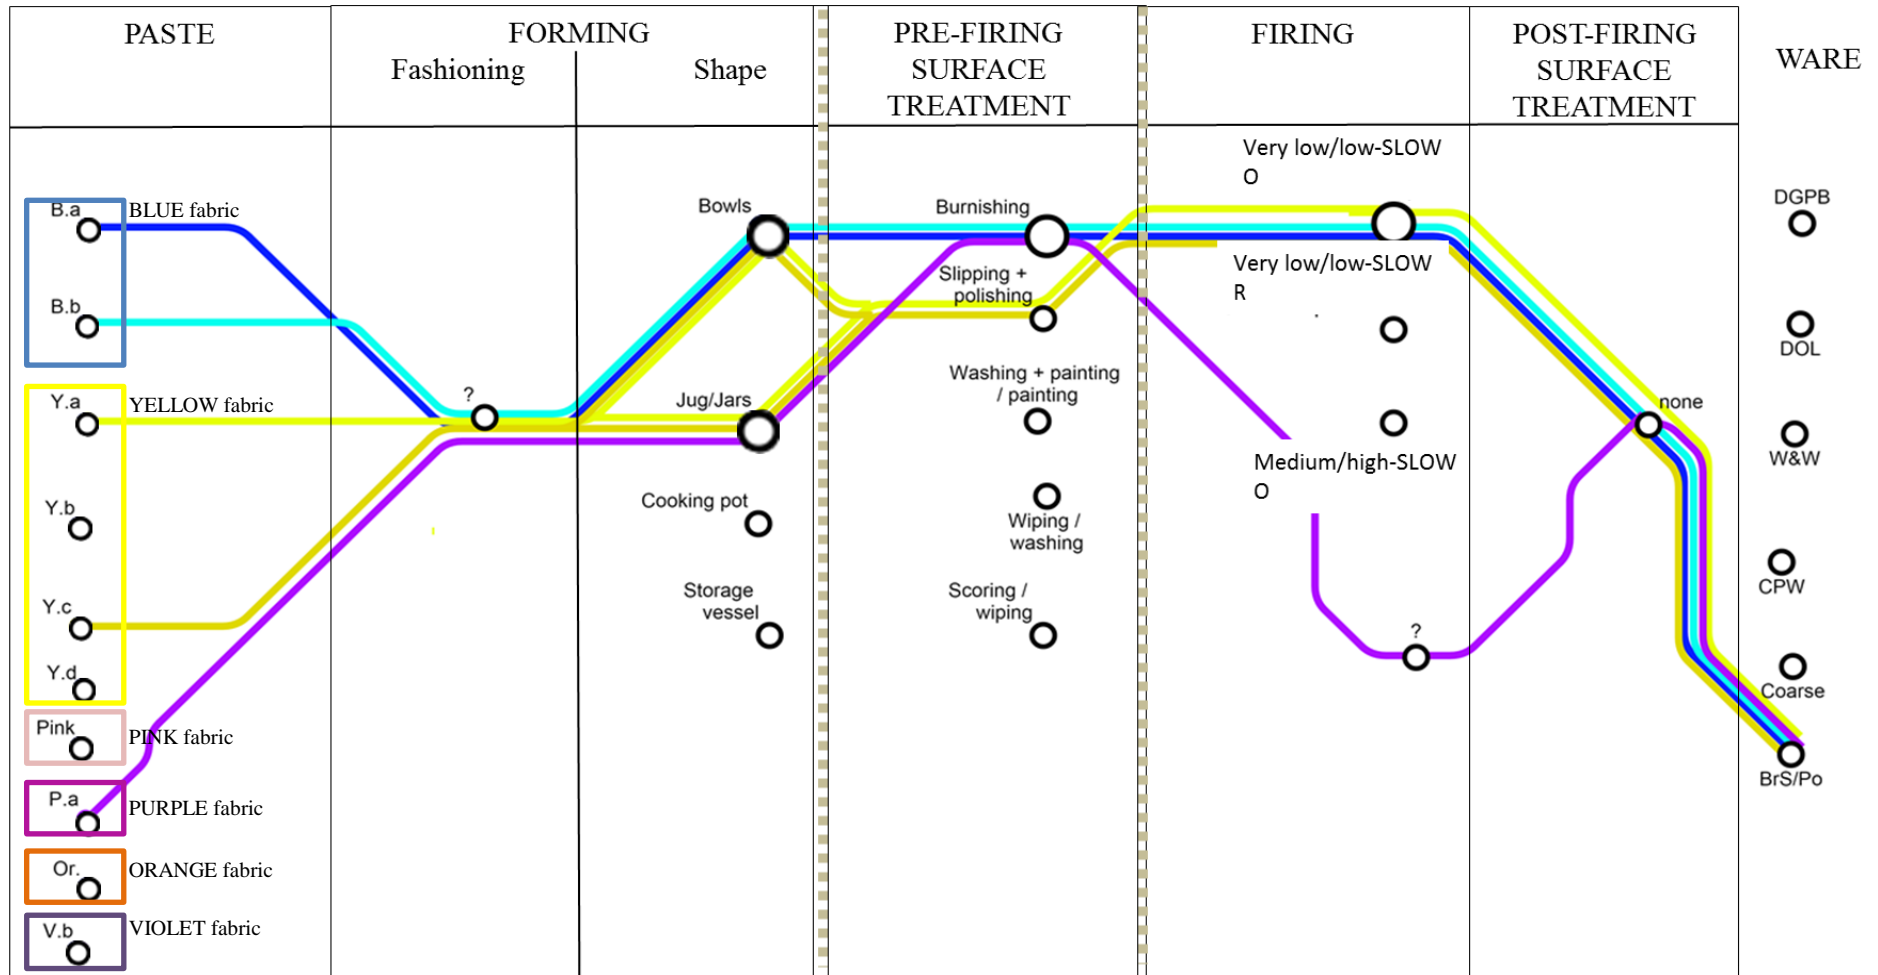 PASTE
FORMING
Fashioning
Shape
PRE-FIRING
SURFACE
TREATMENT
FIRING
POST-FIRING
SURFACE
TREATMENT
WARE
B.a
BLUE fabric
B.b
Y.a
YELLOW fabric
Y.b
Y.c
Y.d
Pink
PINK fabric
P.a
PURPLE fabric
Or.
ORANGE fabric
V.b
VIOLET fabric
?
Bowls
Jug/Jars
Cooking pot
Storage
vessel
Burnishing
Slipping +
polishing
Washing + painting
/ painting
Wiping /
washing
Scoring /
wiping
Very low/low-SLOW
O
Very low/low-SLOW
R
Medium/high-SLOW
O
?
none
DGPB
DOL
W&W
CPW
Coarse
BrS/Po